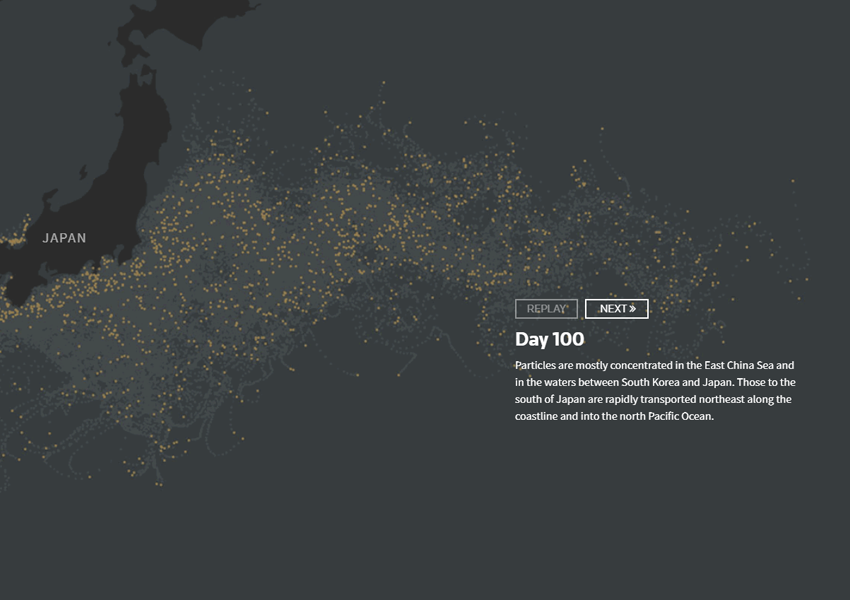 JAPAN
REPLAY
NEXT
Day 100
Particles are mostly concentrated in the East China Sea and
in the waters between South Korea and Japan. Those to the
south of Japan are rapidly transported northeast along the
coastline and into the north Pacific Ocean.